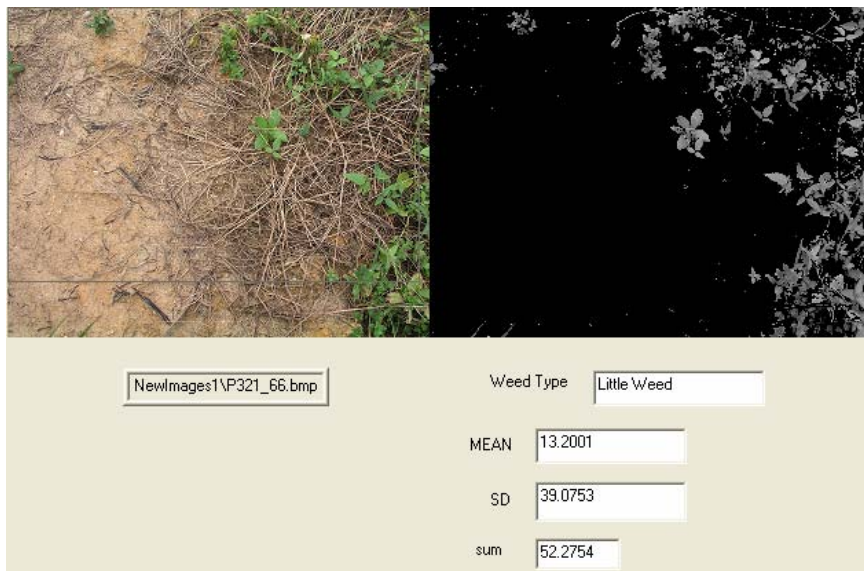 NewImages1\P321_66.bmp
Weed Type Little Weed
MEAN 13.2001
SD 39.0753
sum 52.2754